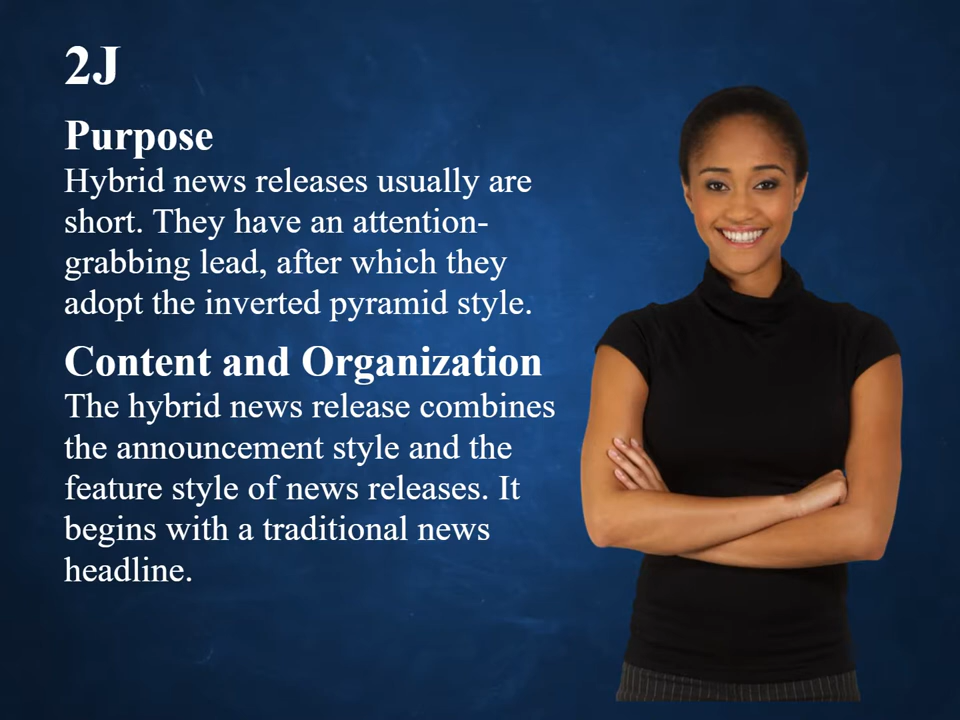 2J
Purpose
Hybrid news releases usually are
short. They have an attention-
grabbing lead, after which they
adopt the inverted pyramid style.
Content and Organization
The hybrid news release combines
the announcement style and the
feature style of news releases. It
begins with a traditional news
headline.